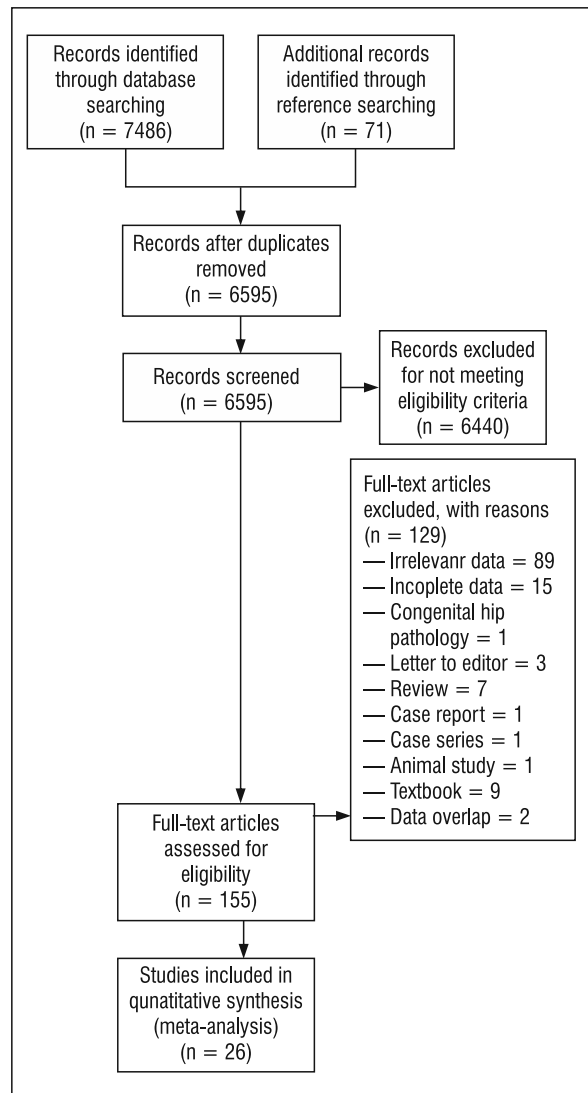 Records identified
through database
searching
(n = 7486)
Additional records
identified through
reference searching
(n = 71)
Records after duplicates
removed
(n = 6595)
Records screened
(n = 6595)
Records excluded
for not meeting
eligibility criteria
(n = 6440)
Full-text articles
excluded, with reasons
(n = 129)
— Irrelevanr data = 89
— Incoplete data = 15
— Congenital hip
pathology = 1
— Letter to editor = 3
— Review = 7
— Case report = 1
— Case series = 1
— Animal study = 1
— Textbook = 9
— Data overlap = 2
Full-text articles
assessed for
eligibility
(n = 155)
Studies included in
qunatitative synthesis
(meta-analysis)
(n = 26)